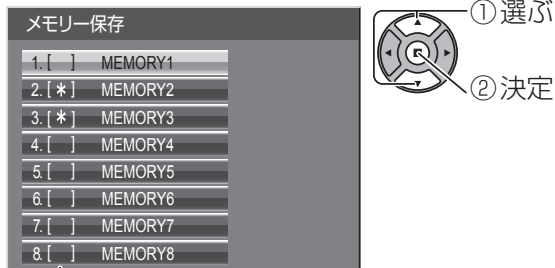 メモリー保存
1. [   ] MEMORY1
2. [*] MEMORY2
3. [*] MEMORY3
4. [   ] MEMORY4
5. [   ] MEMORY5
6. [   ] MEMORY6
7. [   ] MEMORY7
8. [   ] MEMORY8
①選ぶ
②決定